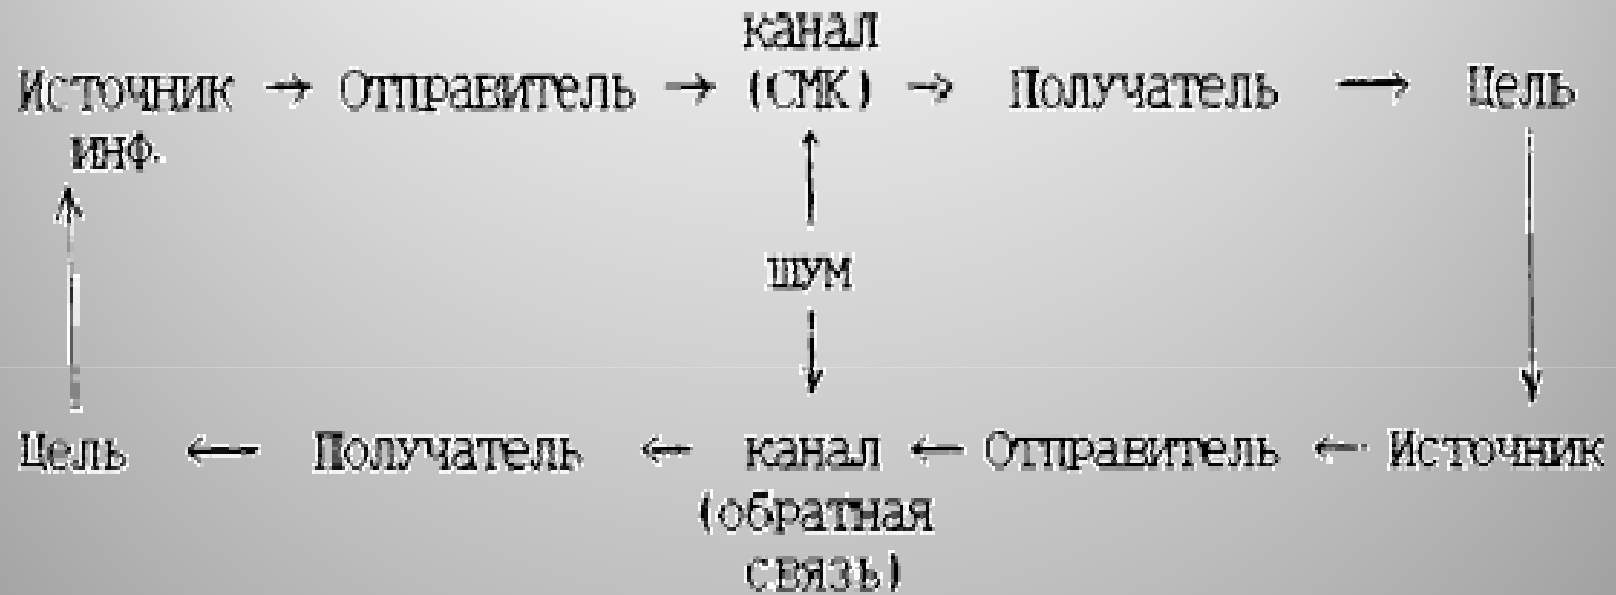 канал
Источник → Отправитель → (СМК) → Получатель → Цель
инф.
шум
Цель ← Получатель ← канал ← Отправитель ← Источник
(обратная
связь)